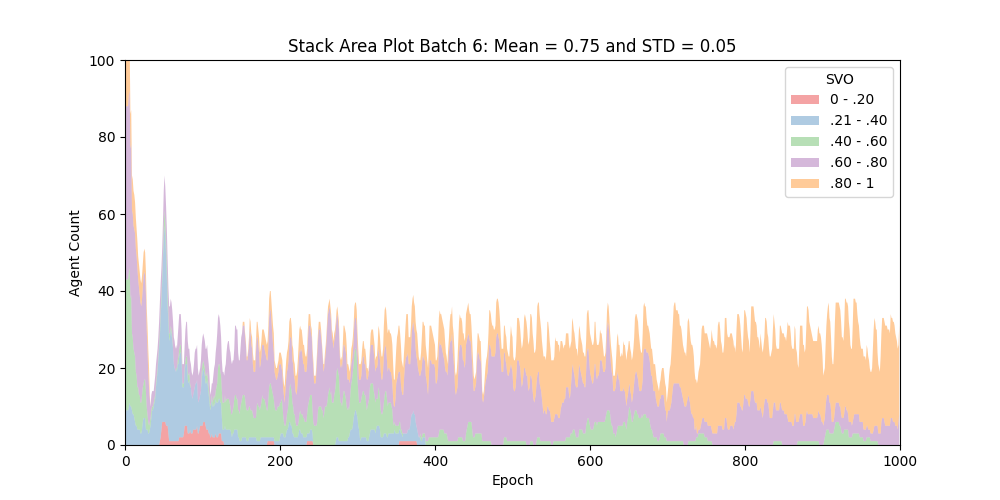 Stack Area Plot Batch 6: Mean = 0.75 and STD = 0.05
100
80
60
40
20
0
Agent Count
SVO
0 - .20
.21 - .40
.40 - .60
.60 - .80
.80 - 1
0 200 400 600 800 1000
Epoch